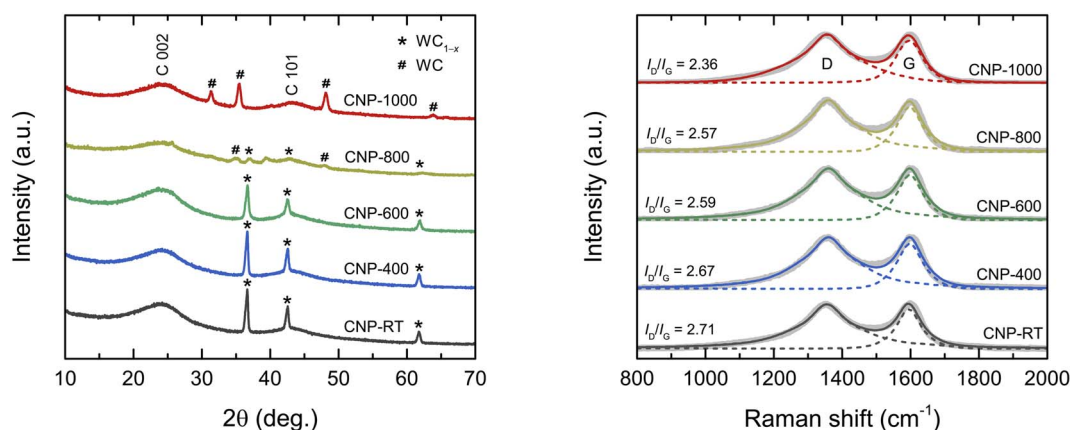 C 002
C 101
* WC1−x
# WC
#
#
#
#
CNP-1000
#
*
*
#
*
CNP-800
*
*
*
CNP-600
*
*
*
CNP-400
*
*
*
CNP-RT
Intensity (a.u.)
10 20 30 40 50 60 70
2θ (deg.)
ID/IG = 2.36
D
G
CNP-1000
ID/IG = 2.57
CNP-800
ID/IG = 2.59
CNP-600
ID/IG = 2.67
CNP-400
ID/IG = 2.71
CNP-RT
Intensity (a.u.)
800 1000 1200 1400 1600 1800 2000
Raman shift (cm-1)